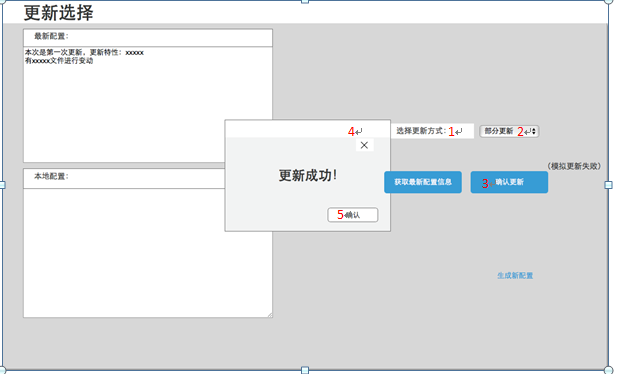 更新选择
最新配置：
本次是第一次更新，更新特性：xxxxx
有xxxxx文件进行变动
4↵
选择更新方式：1↵
部分更新 2↵
×
（模拟更新失败）
更新成功！
获取最新配置信息
3↵确认更新
本地配置：
5↵确认
生成新配置